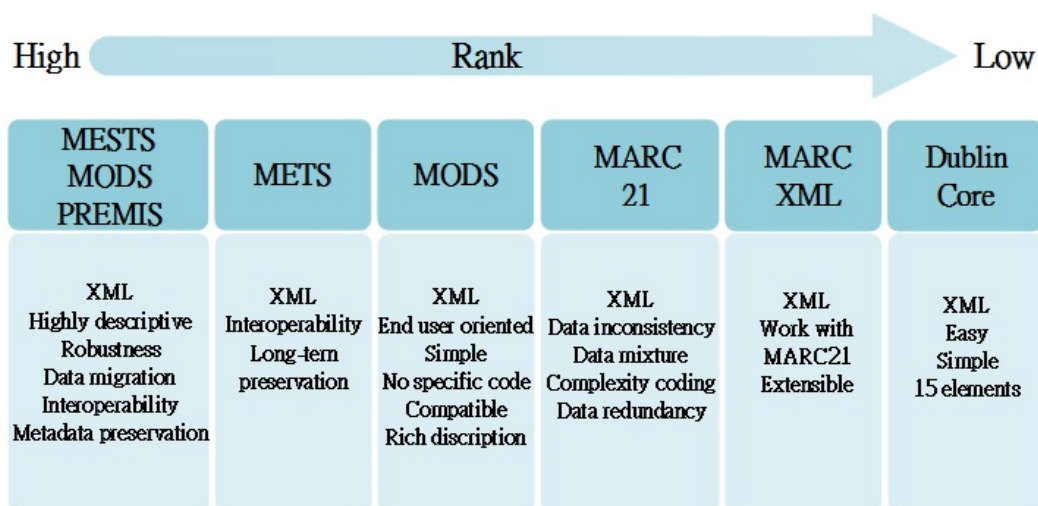 High Rank Low
MESTS
MODS
PREMIS
METS
MODS
MARC
21
MARC
XML
Dublin
Core
XML
Highly descriptive
Robustness
Data migration
Interoperability
Metadata preservation
XML
Interoperability
Long-tern
preservation
XML
End user oriented
Simple
No specific code
Compatible
Rich discription
XML
Data inconsistency
Data mixture
Complexity coding
Data redundancy
XML
Work with
MARC21
Extensible
XML
Easy
Simple
15 elements